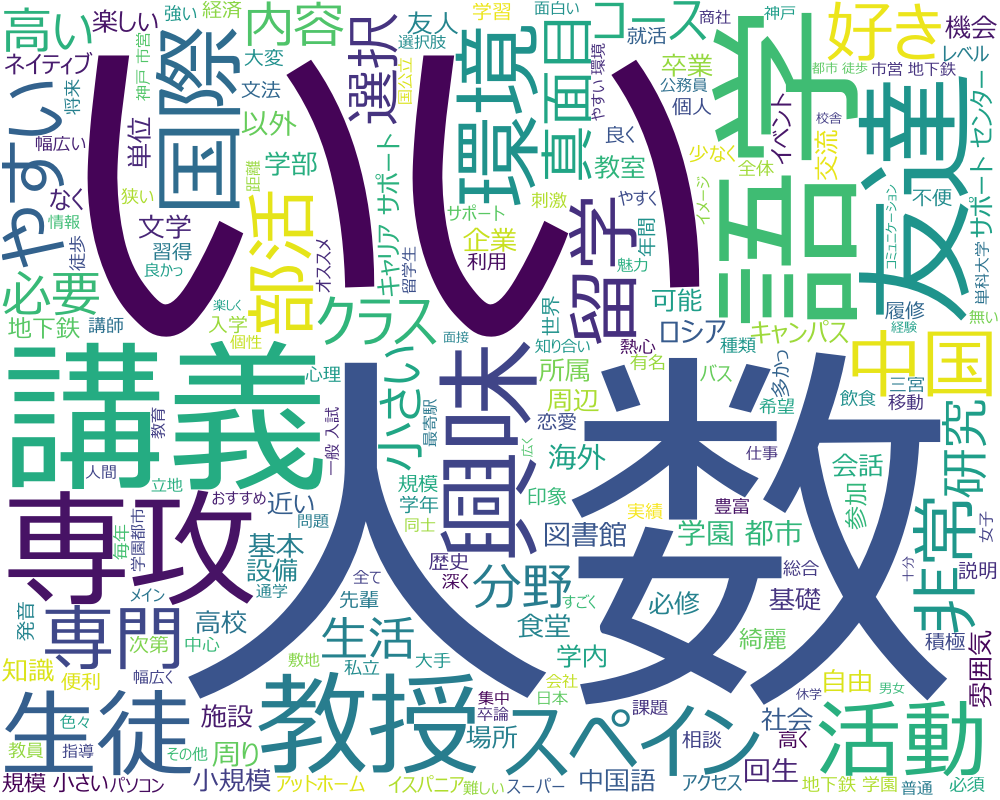 いい
人数
講義
語学
友達
専攻
興味
国際
環境
教授
生徒
スペイン
活動
中国
留学
部活
好き
やすい
専門
非常
研究
必要
高い
内容
コース
真面目
選択
クラス
小さい
分野
生活
楽しい
ネイティブ
強い
経済
学習
面白い
商社
神戸
友人
選択肢
就活
卒業
機会
レベル
大変
文法
国公立
公務員
個人
都市 徒歩
市営 地下鉄
校舎
センター
将来
幅広い
神戸 市営
単位
以外
学部
教室
やすい 環境
良く
少なく
イベント
交流
全体
不便
サポート センター
なく
情報
狭い
距離
文学
習得
徒歩
良かっ
キャリア サポート
サポート
刺激
企業
利用
年間
イメージ
やすく
コミュニケーション
単科大学
地下鉄
講師
楽しく
入学
個性
オススメ
留学生
面接
世界
知り合い
魅力
熱心
可能
ロシア
有名
種類
キャンパス
バス
履修
経験
無い
心理
教育
一般 入試
最寄駅
所属
周辺
恋愛
広く
多かっ
希望
飲食
三宮
移動
人間
立地
おすすめ
近い
問題
規模
学年
同士
海外
印象
仕事
実績
豊富
会話
参加
女子
毎年
学園都市
基本
設備
歴史
深く
図書館
学園 都市
総合
基礎
十分
説明
発音
メイン
通学
全て
先輩
すごく
食堂
必修
綺麗
積極
雰囲気
次第
中心
高校
知識
便利
敷地
私立
大手
会社
学内
自由
休学
男女
色々
施設
集中
卒論
日本
課題
場所
相談
社会
高く
教員
指導
その他
周り
規模 小さい
パソコン
小規模
アットホーム
イスパニア
難しい
スーパー
中国語
アクセス
回生
地下鉄 学園
普通
必須
幅広く